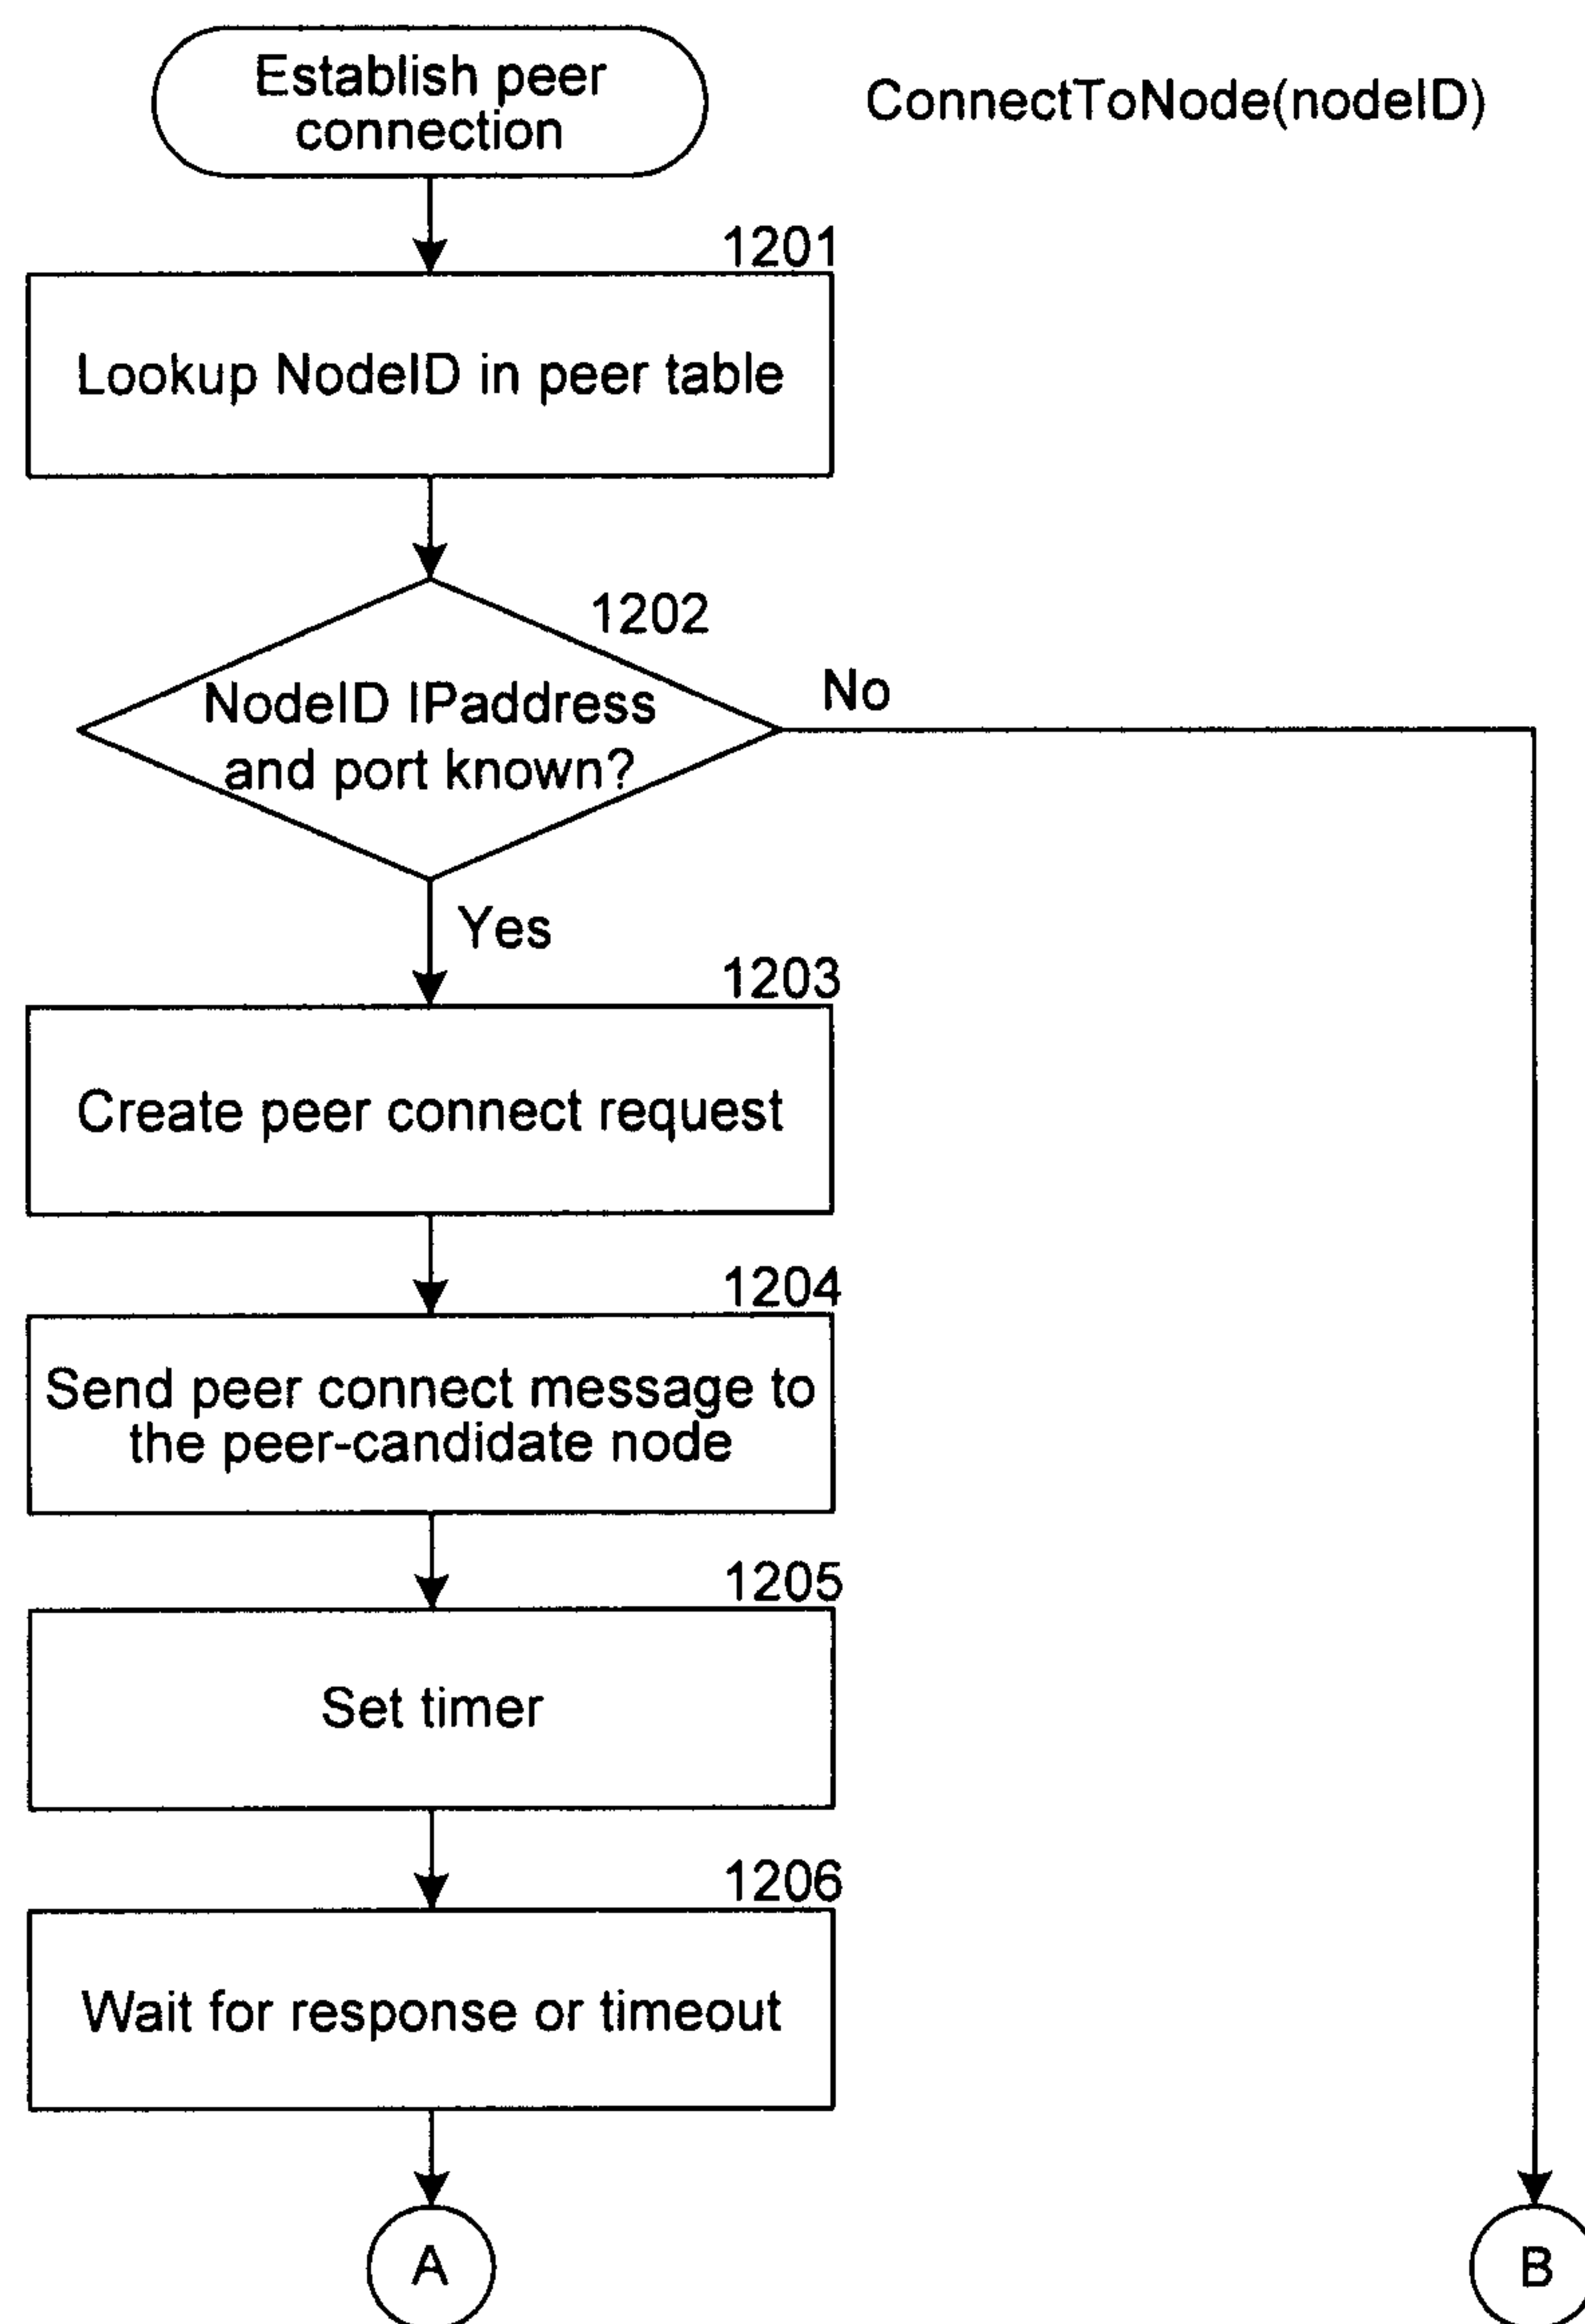 Establish peer
connection
ConnectToNode(nodeID)
1201
Lookup NodeID in peer table
1202
NodeID IPaddress
and port known?
No
Yes
1203
Create peer connect request
1204
Send peer connect message to
the peer-candidate node
1205
Set timer
1206
Wait for response or timeout
A
B